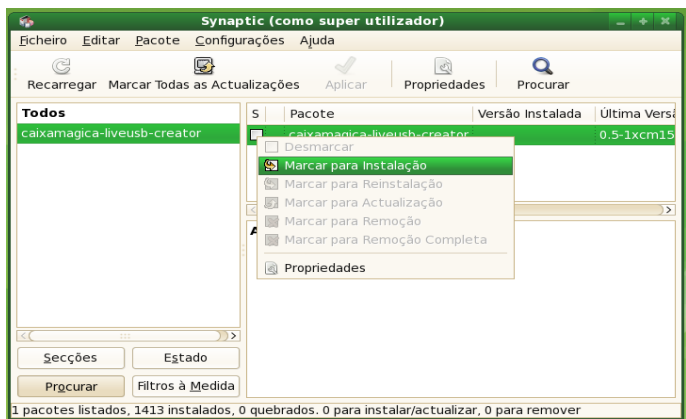 Synaptic (como super utilizador)
Ficheiro Editar Pacote Configurações Ajuda
Recarregar Marcar Todas as Actualizações Aplicar Propriedades Procurar
Todos
caixamagica-liveusb-creator
S Pacote Versão Instalada Última Versã
caixamagica-liveusb-creator 0.5-1xcm15
Desmarcar
Marcar para Instalação
Marcar para Reinstalação
Marcar para Actualização
Marcar para Remoção
Marcar para Remoção Completa
Propriedades
Secções Estado
Procurar Filtros à Medida
1 pacotes listados, 1413 instalados, 0 quebrados. 0 para instalar/actualizar, 0 para remover